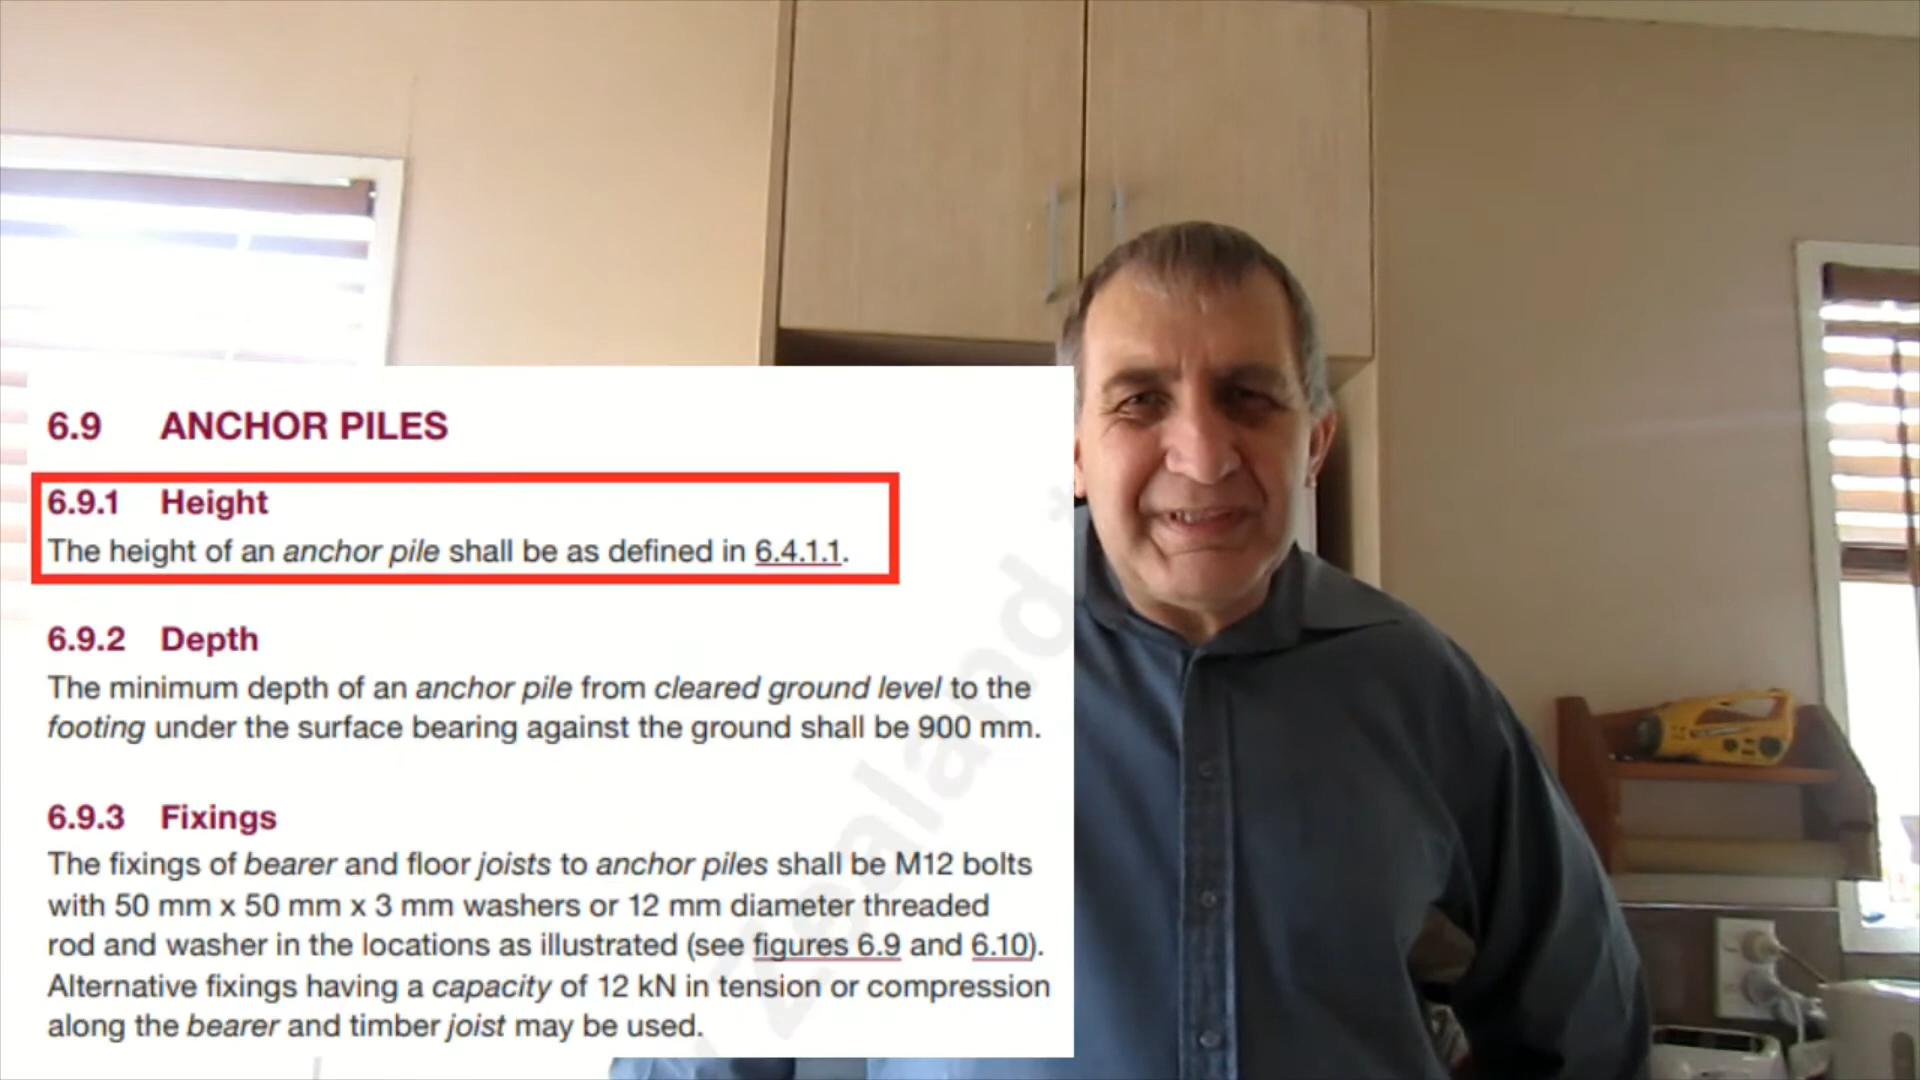 6.9 ANCHOR PILES
6.9.1 Height
The height of an anchor pile shall be as defined in 6.4.1.1.
6.9.2 Depth
The minimum depth of an anchor pile from cleared ground level to the
footing under the surface bearing against the ground shall be 900 mm.
6.9.3 Fixings
The fixings of bearer and floor joists to anchor piles shall be M12 bolts
with 50 mm x 50 mm x 3 mm washers or 12 mm diameter threaded
rod and washer in the locations as illustrated (see figures 6.9 and 6.10).
Alternative fixings having a capacity of 12 kN in tension or compression
along the bearer and timber joist may be used.
Zealand